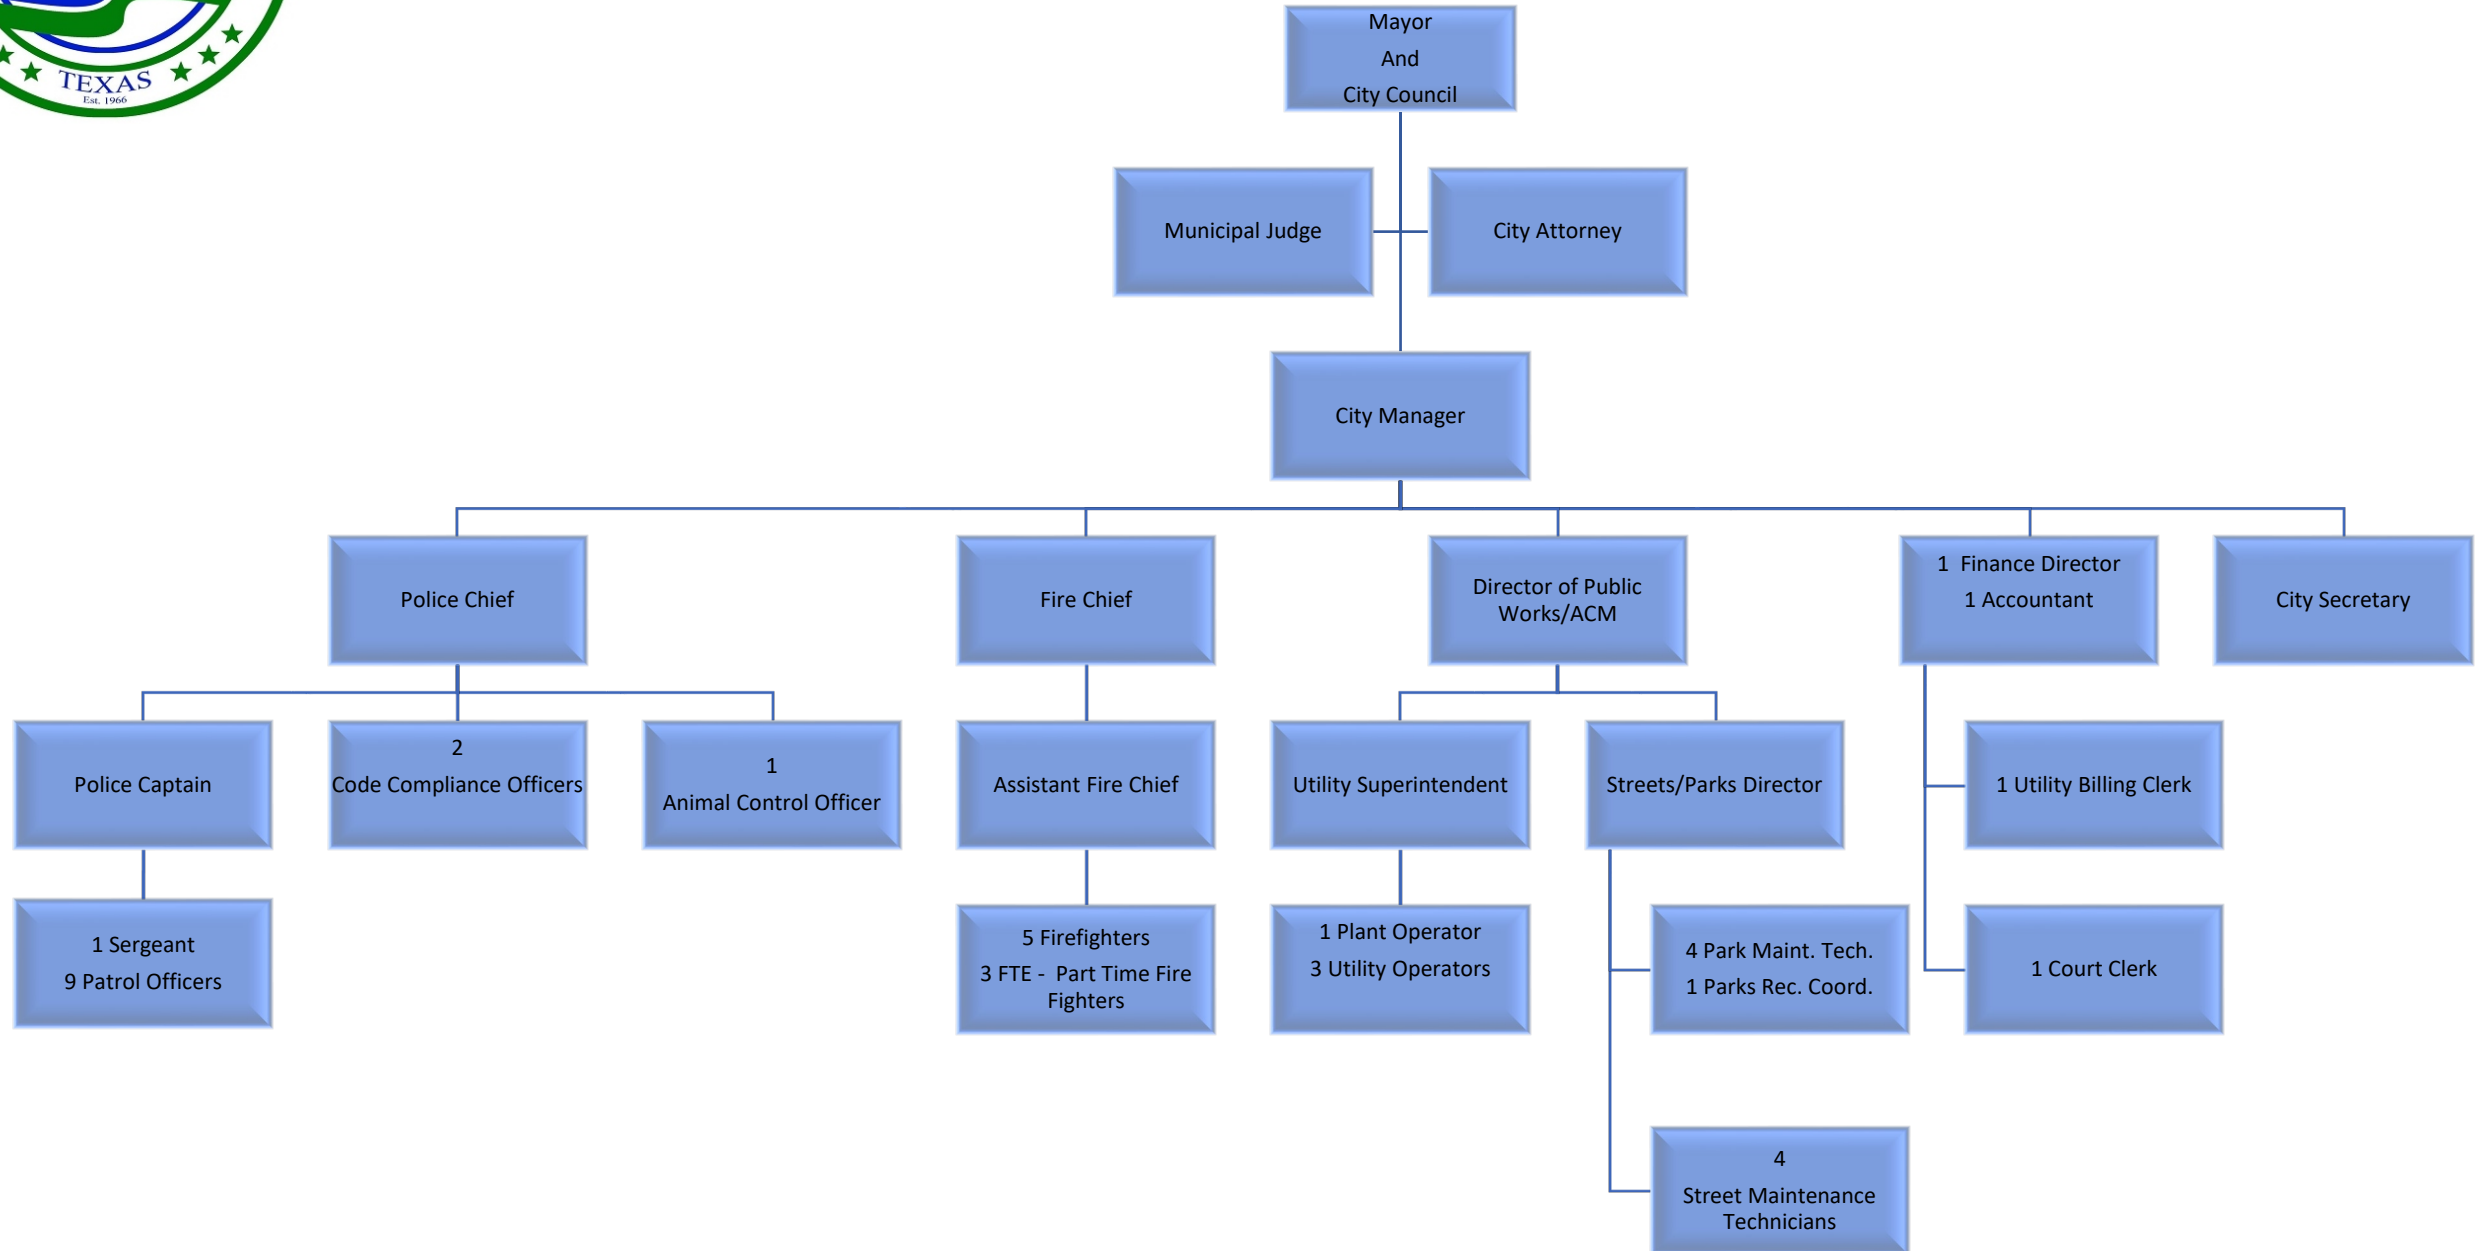 TEXAS
Est. 1966
Mayor
And
City Council
Municipal Judge
City Attorney
City Manager
Police Chief
Fire Chief
Director of Public
Works/ACM
1  Finance Director
1 Accountant
City Secretary
Police Captain
2
Code Compliance Officers
1
Animal Control Officer
Assistant Fire Chief
Utility Superintendent
Streets/Parks Director
1 Utility Billing Clerk
1 Sergeant
9 Patrol Officers
5 Firefighters
3 FTE -  Part Time Fire
Fighters
1 Plant Operator
3 Utility Operators
4 Park Maint. Tech.
1 Parks Rec. Coord.
1 Court Clerk
4
Street Maintenance
Technicians